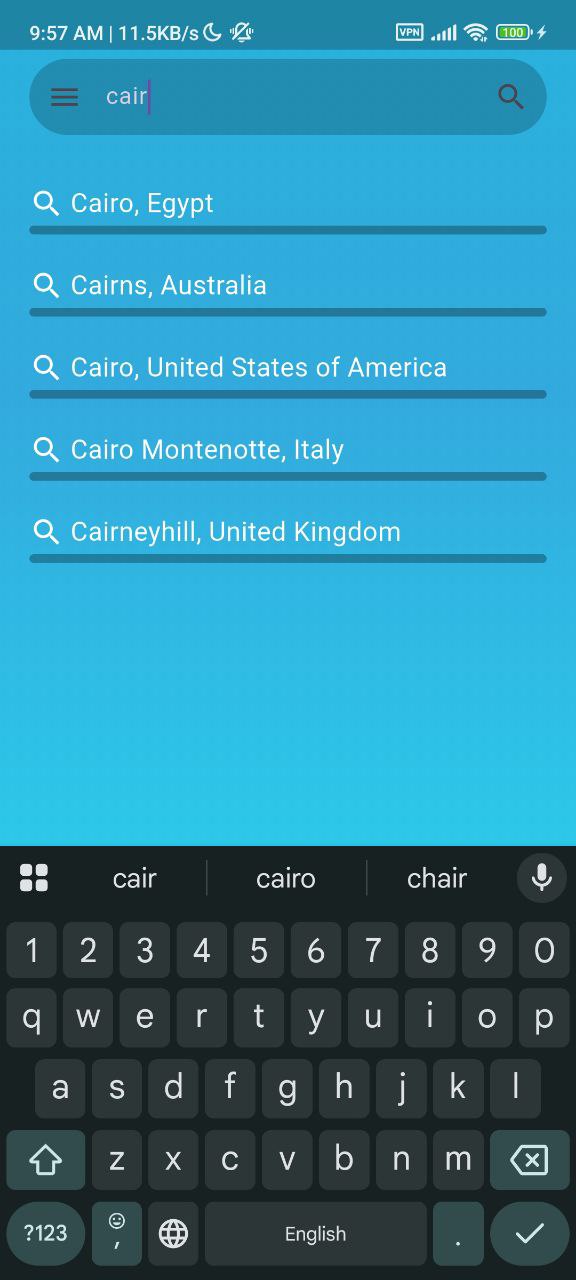 9:57 AM | 11.5KB/s VPN 100
cair
Cairo, Egypt
Cairns, Australia
Cairo, United States of America
Cairo Montenotte, Italy
Cairneyhill, United Kingdom
cair cairo chair
1 2 3 4 5 6 7 8 9 0
q w e r t y u i o p
a s d f g h j k l
z x c v b n m
?123 , English .